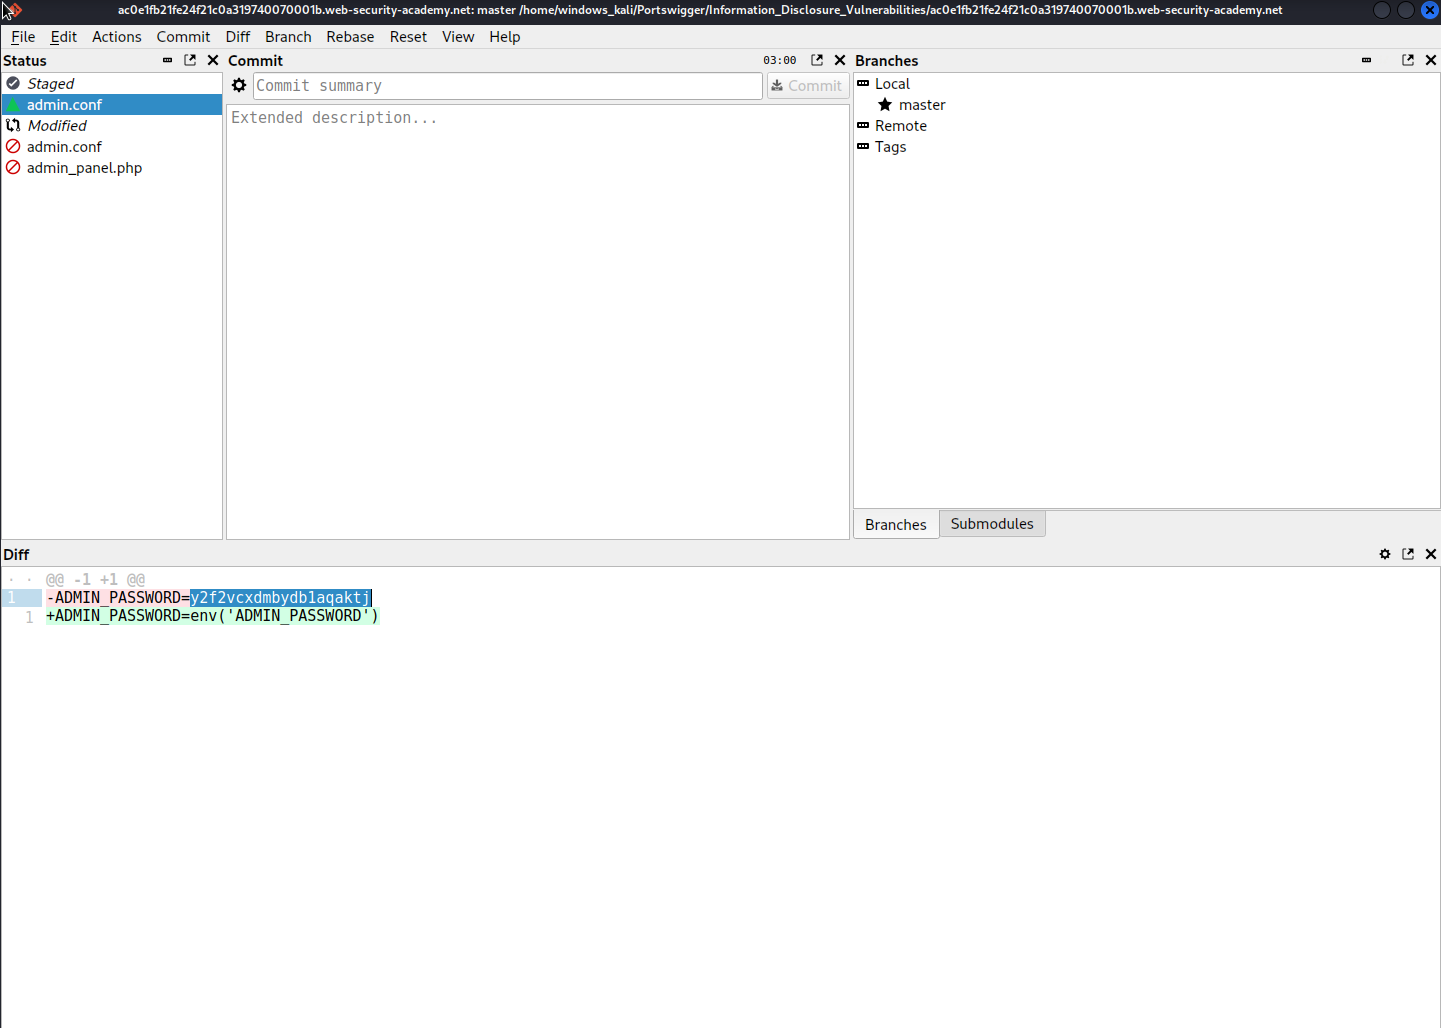 ac0e1fb21fe24f21c0a319740070001b.web-security-academy.net: master /home/windows_kali/Portswigger/Information_Disclosure_Vulnerabilities/ac0e1fb21fe24f21c0a319740070001b.web-security-academy.net
File Edit Actions Commit Diff Branch Rebase Reset View Help
Status
Staged
admin.conf
Modified
admin.conf
admin_panel.php
Commit 03:00
Commit summary Commit
Extended description...
Branches
Local
master
Remote
Tags
Branches Submodules
Diff
· · @@ -1 +1 @@
1 -ADMIN_PASSWORD=y2f2vcxdmbydb1aqaktj
1 +ADMIN_PASSWORD=env('ADMIN_PASSWORD')